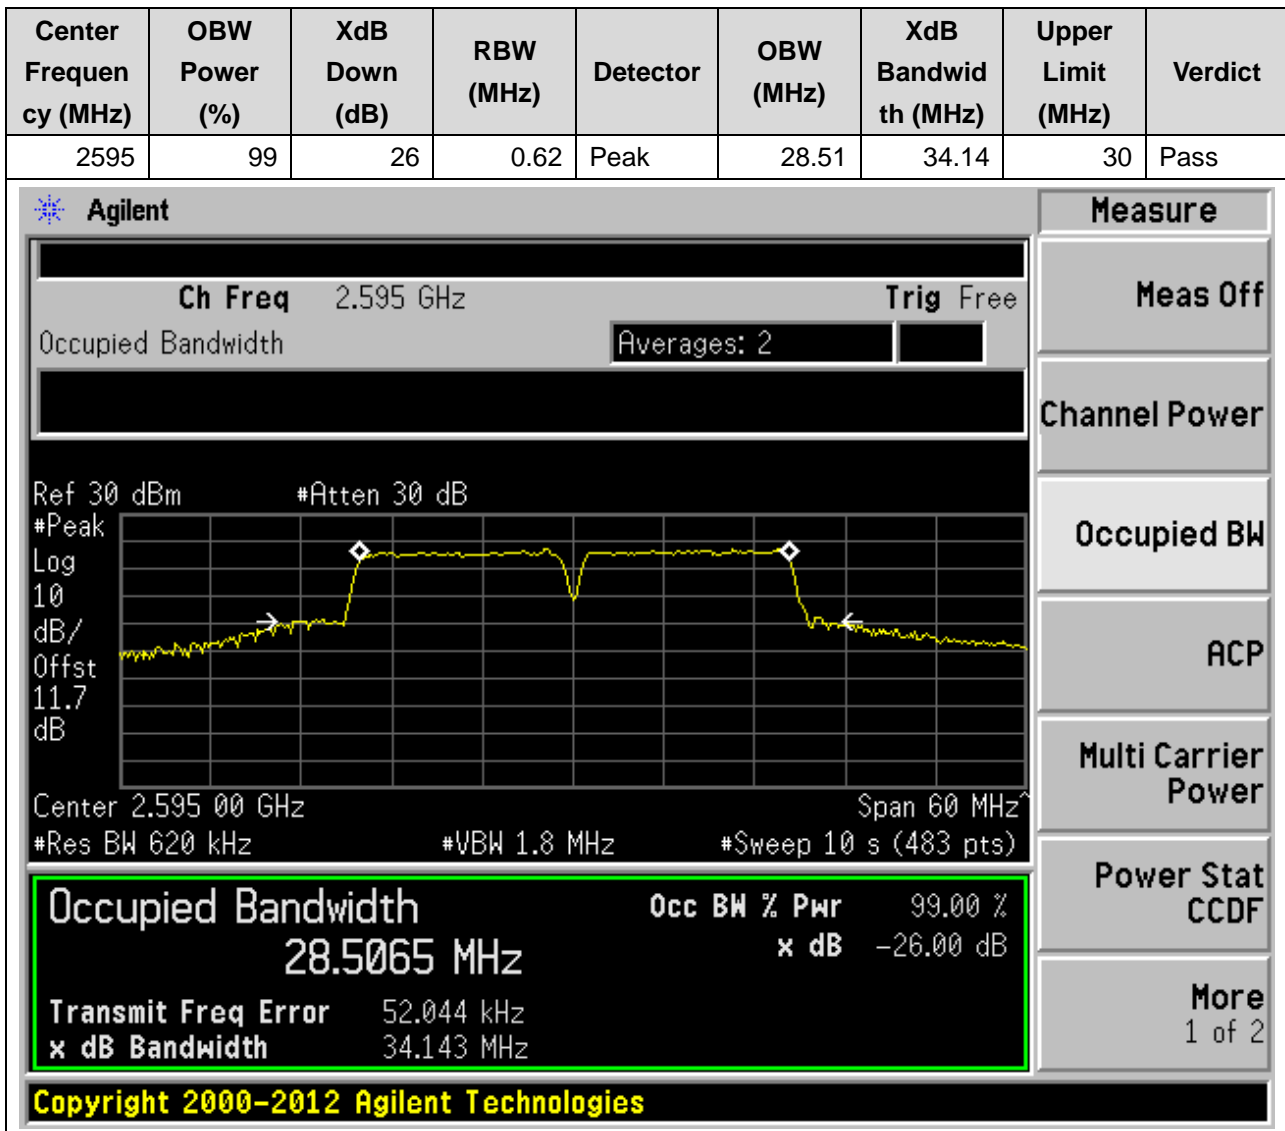 Center Frequen cy (MHz)
OBW Power (%)
XdB Down (dB)
RBW (MHz)
Detector
OBW (MHz)
XdB Bandwid th (MHz)
Upper Limit (MHz)
Verdict
2595 99 26 0.62 Peak 28.51 34.14 30 Pass
Agilent
Measure
Ch Freq 2.595 GHz Trig Free
Meas Off
Occupied Bandwidth Averages: 2
Channel Power
Ref 30 dBm #Atten 30 dB
#Peak
Log
10
dB/
Offst
11.7
dB
Occupied BW
ACP
Multi Carrier
Power
Center 2.595 00 GHz Span 60 MHz^
#Res BW 620 kHz #VBW 1.8 MHz #Sweep 10 s (483 pts)
Occupied Bandwidth
28.5065 MHz
Occ BW % Pwr 99.00 %
x dB -26.00 dB
Transmit Freq Error 52.044 kHz
x dB Bandwidth 34.143 MHz
Power Stat
CCDF
More
1 of 2
Copyright 2000-2012 Agilent Technologies